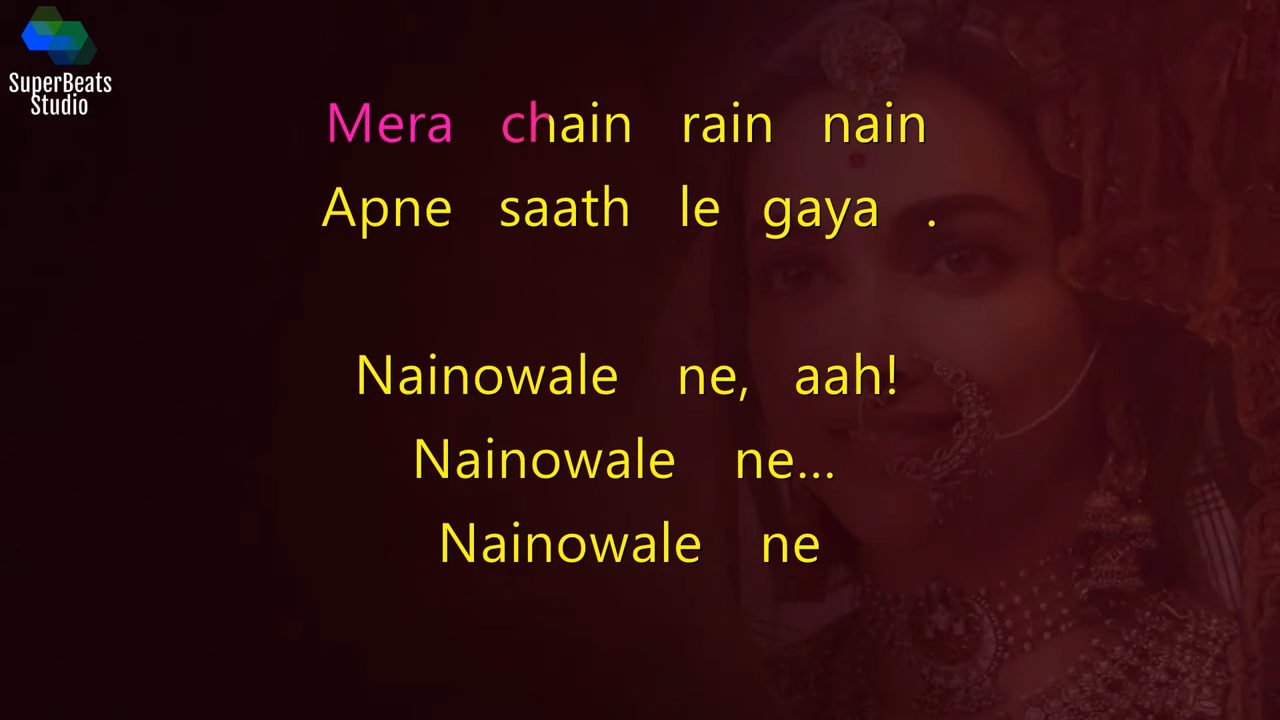 SuperBeats
Studio
Mera chain rain nain
Apne saath le gaya .
Nainowale ne, aah!
Nainowale ne...
Nainowale ne